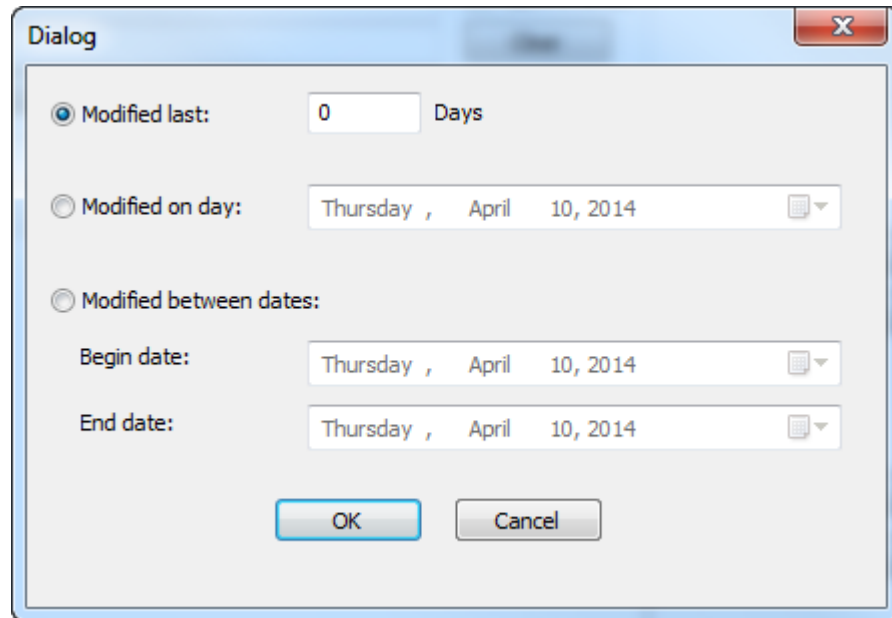 Dialog
Modified last: 0 Days
Modified on day: Thursday , April 10, 2014
Modified between dates:
Begin date: Thursday , April 10, 2014
End date: Thursday , April 10, 2014
OK Cancel